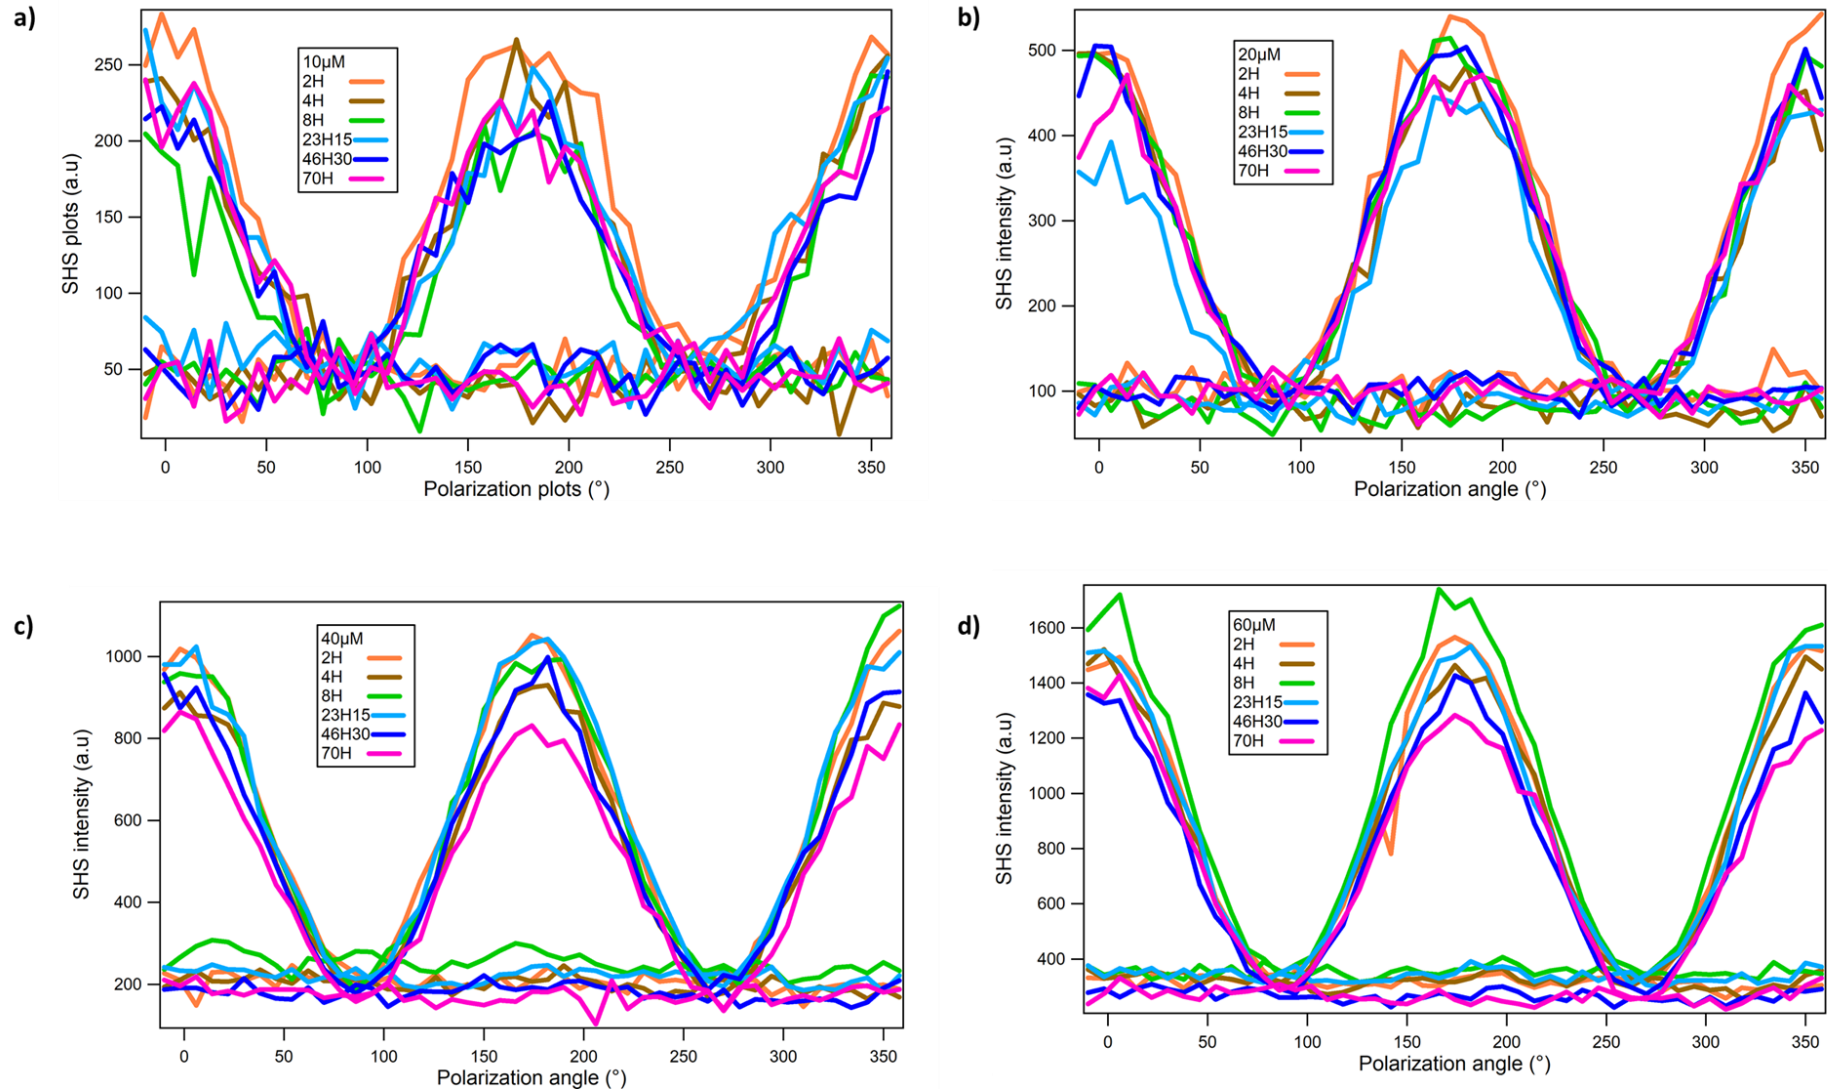 a)
SHS plots (a.u)
250
200
150
100
50
10µM
2H
4H
8H
23H15
46H30
70H
0 50 100 150 200 250 300 350
Polarization plots (°)
b)
SHS intensity (a.u)
500
400
300
200
100
20µM
2H
4H
8H
23H15
46H30
70H
0 50 100 150 200 250 300 350
Polarization angle (°)
c)
SHS intensity (a.u)
1000
800
600
400
200
40µM
2H
4H
8H
23H15
46H30
70H
0 50 100 150 200 250 300 350
Polarization angle (°)
d)
SHS intensity (a.u)
1600
1400
1200
1000
800
600
400
60µM
2H
4H
8H
23H15
46H30
70H
0 50 100 150 200 250 300 350
Polarization angle (°)